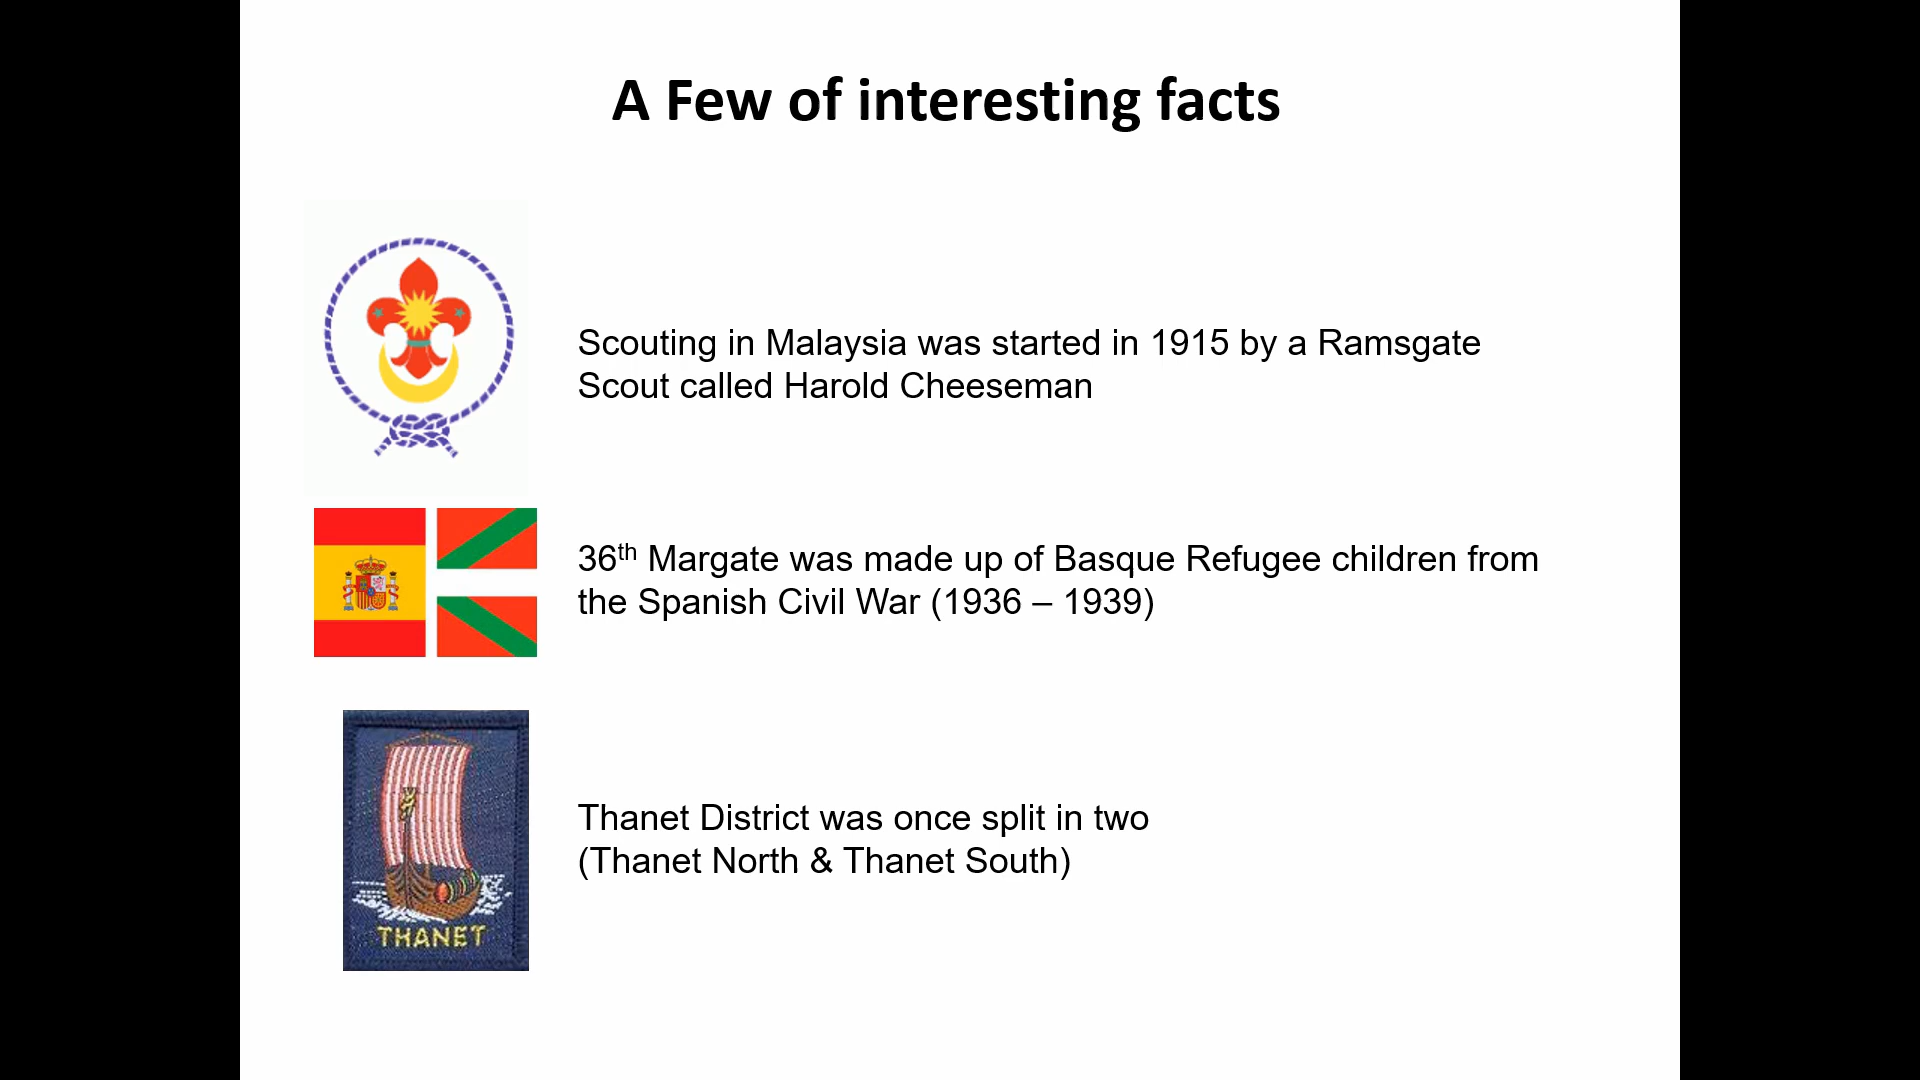 A Few of interesting facts
Scouting in Malaysia was started in 1915 by a Ramsgate
Scout called Harold Cheeseman
36th Margate was made up of Basque Refugee children from
the Spanish Civil War (1936 – 1939)
Thanet District was once split in two
(Thanet North & Thanet South)
THANET